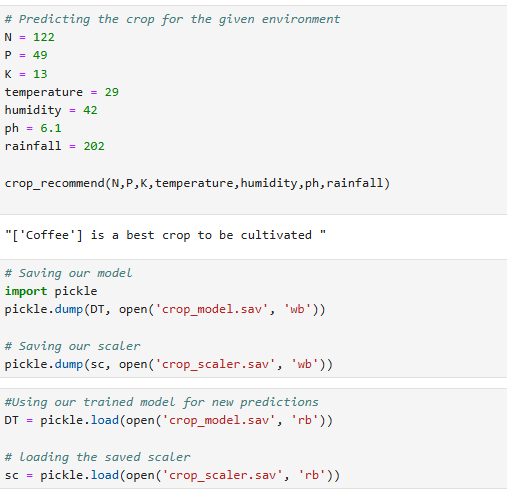 # Predicting the crop for the given environment
N = 122
P = 49
K = 13
temperature = 29
humidity = 42
ph = 6.1
rainfall = 202
crop_recommend(N,P,K,temperature,humidity,ph,rainfall)
"['Coffee'] is a best crop to be cultivated "
# Saving our model
import pickle
pickle.dump(DT, open('crop_model.sav', 'wb'))
# Saving our scaler
pickle.dump(sc, open('crop_scaler.sav', 'wb'))
#Using our trained model for new predictions
DT = pickle.load(open('crop_model.sav', 'rb'))
# loading the saved scaler
sc = pickle.load(open('crop_scaler.sav', 'rb'))